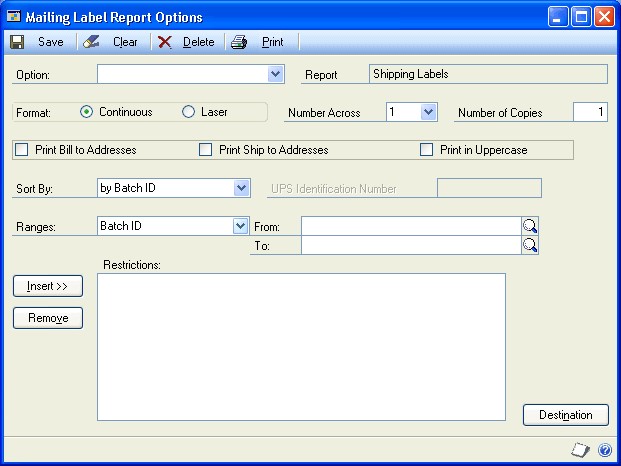 Mailing Label Report Options
Save Clear Delete Print
Option: Report Shipping Labels
Format: Continuous Laser Number Across 1 Number of Copies 1
Print Bill to Addresses Print Ship to Addresses Print in Uppercase
Sort By: by Batch ID UPS Identification Number
Ranges: Batch ID From:
To:
Restrictions:
Insert >>
Remove
Destination